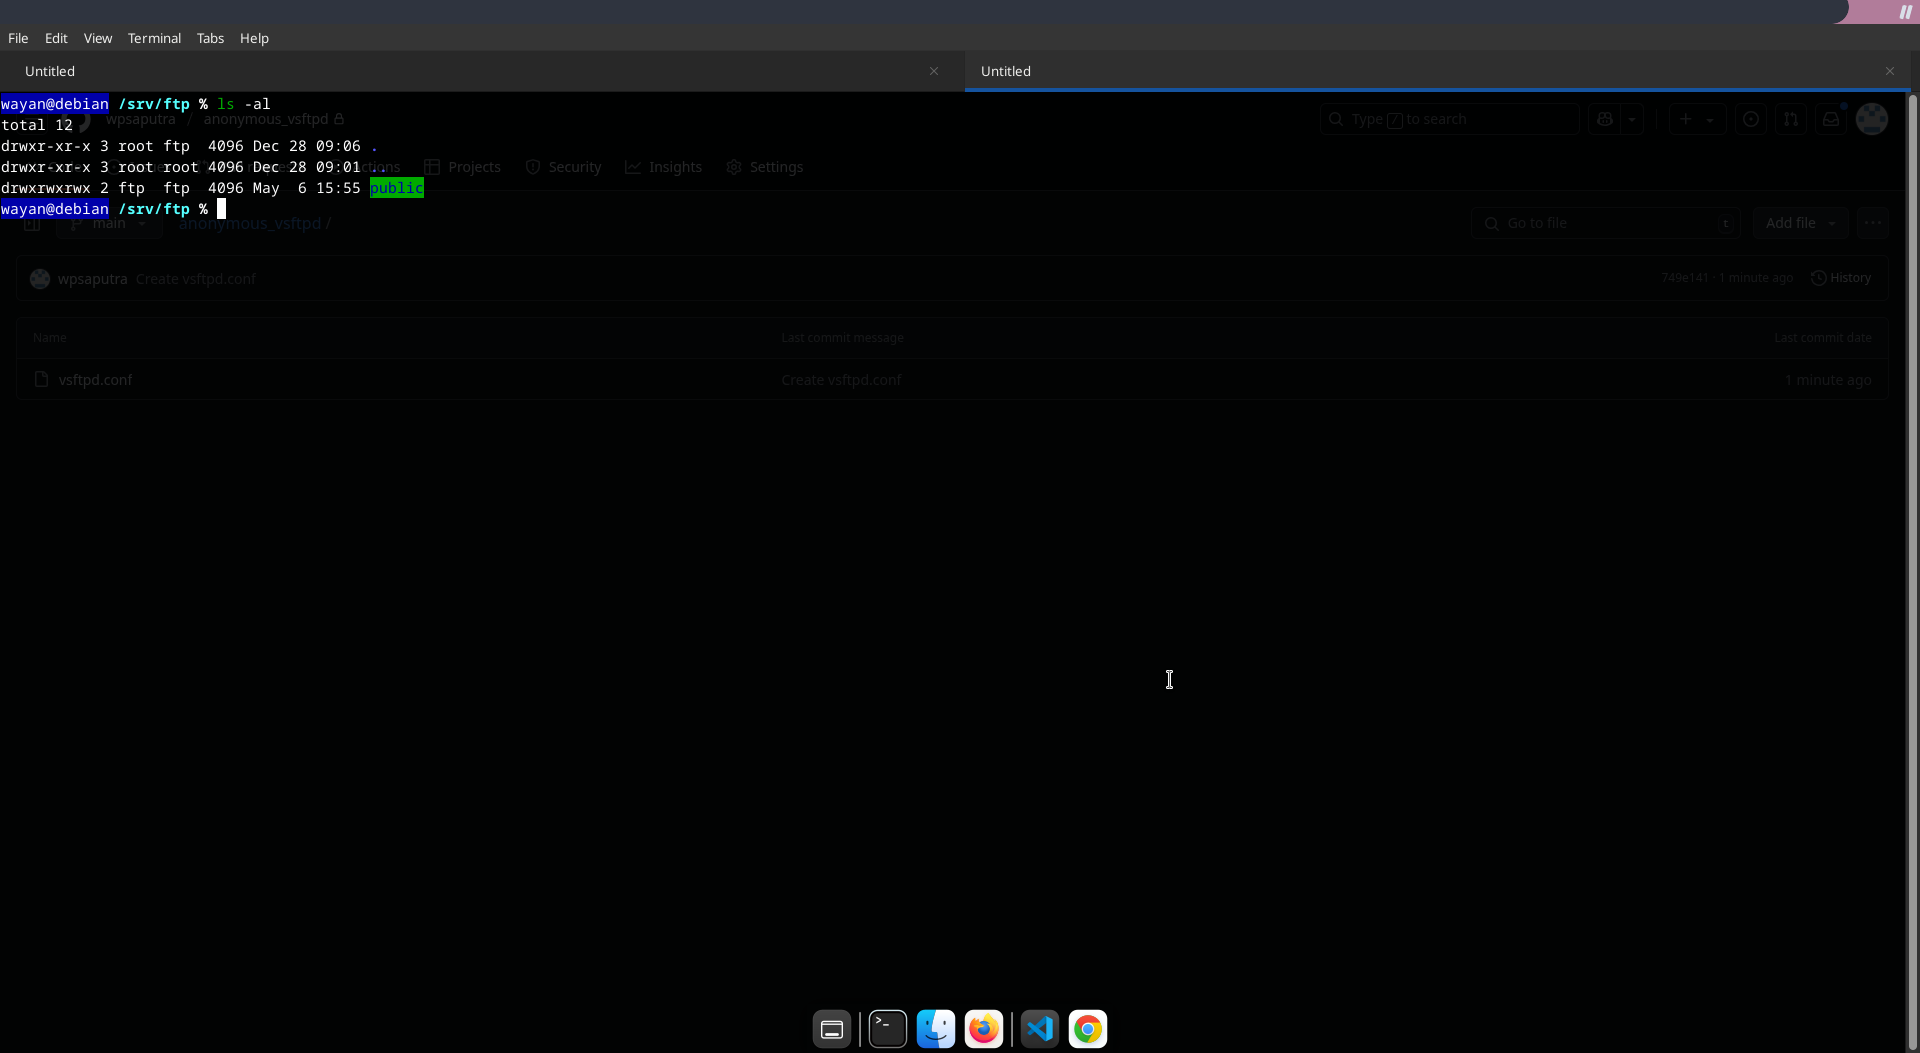 File Edit View Terminal Tabs Help
Untitled Untitled
wayan@debian /srv/ftp % ls -al
total 12
drwxr-xr-x 3 root ftp  4096 Dec 28 09:06 .
drwxr-xr-x 3 root root 4096 Dec 28 09:01 ..
drwxrwxrwx 2 ftp  ftp  4096 May  6 15:55 public
wayan@debian /srv/ftp %
wpsaputra / anonymous_vsftpd Type / to search
Projects Security Insights Settings
main anonymous_vsftpd / Go to file t Add file
wpsaputra Create vsftpd.conf 749e141 · 1 minute ago History
Name Last commit message Last commit date
vsftpd.conf Create vsftpd.conf 1 minute ago